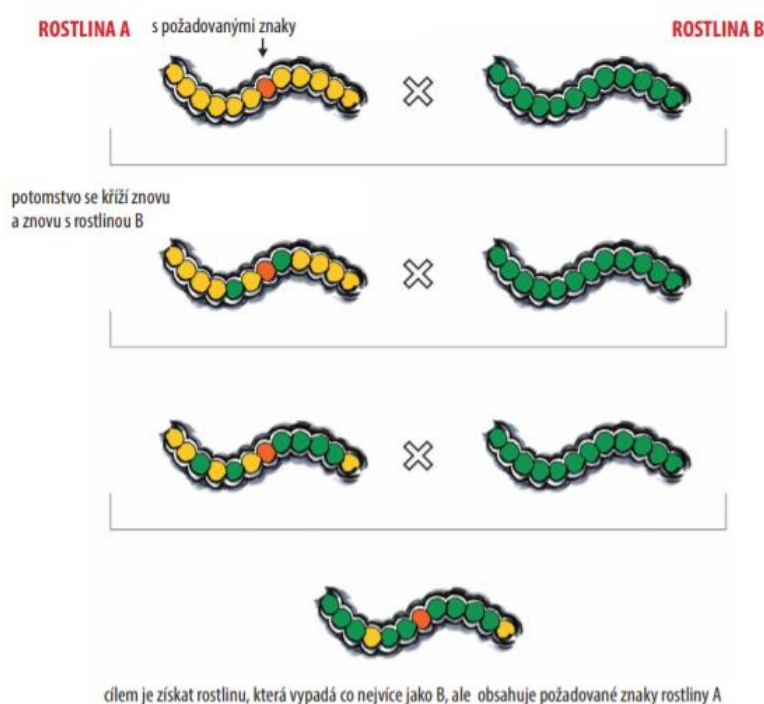 ROSTLINA A
s požadovanými znaky
ROSTLINA B
potomstvo se kříží znovu
a znovu s rostlinou B
cílem je získat rostlinu, která vypadá co nejvíce jako B, ale obsahuje požadované znaky rostliny A